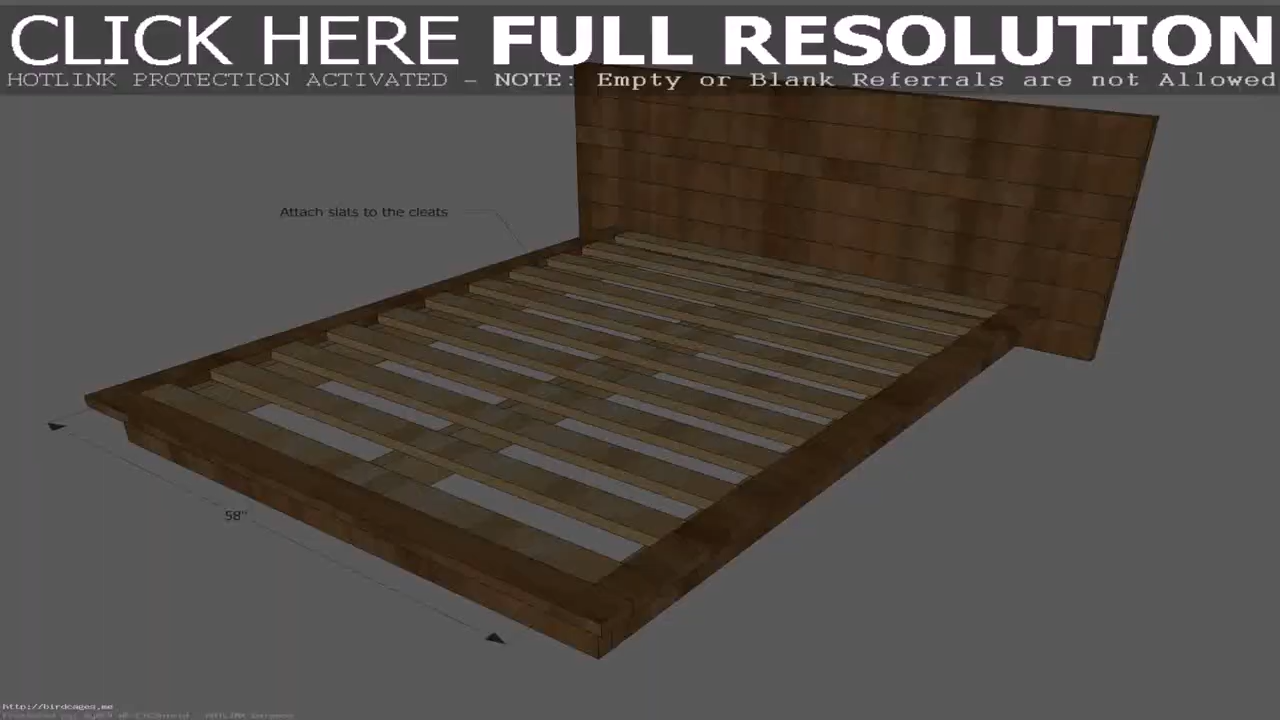 CLICK HERE FULL RESOLUTION
HOTLINK PROTECTION ACTIVATED - NOTE: Empty or Blank Referrals are not Allowed
Attach slats to the cleats
58"
http://birdcages.me